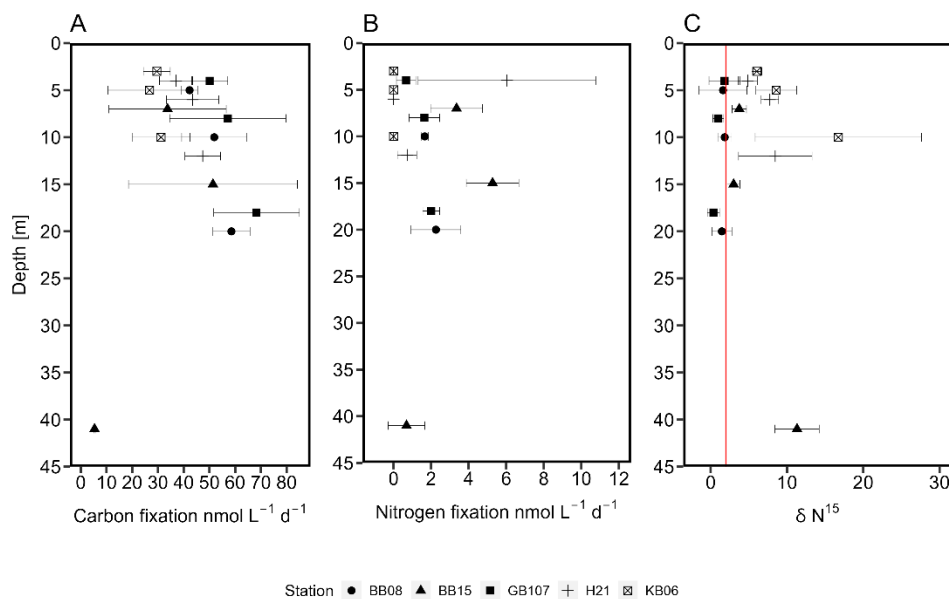 A
B
C
0
5
10
15
20
25
30
35
40
45
0
5
10
15
20
25
30
35
40
45
0
5
10
15
20
25
30
35
40
45
Depth [m]
0 10 20 30 40 50 60 70 80
0 2 4 6 8 10 12
0 10 20 30
Carbon fixation nmol L⁻¹ d⁻¹
Nitrogen fixation nmol L⁻¹ d⁻¹
δ N¹⁵
Station BB08 BB15 GB107 H21 KB06